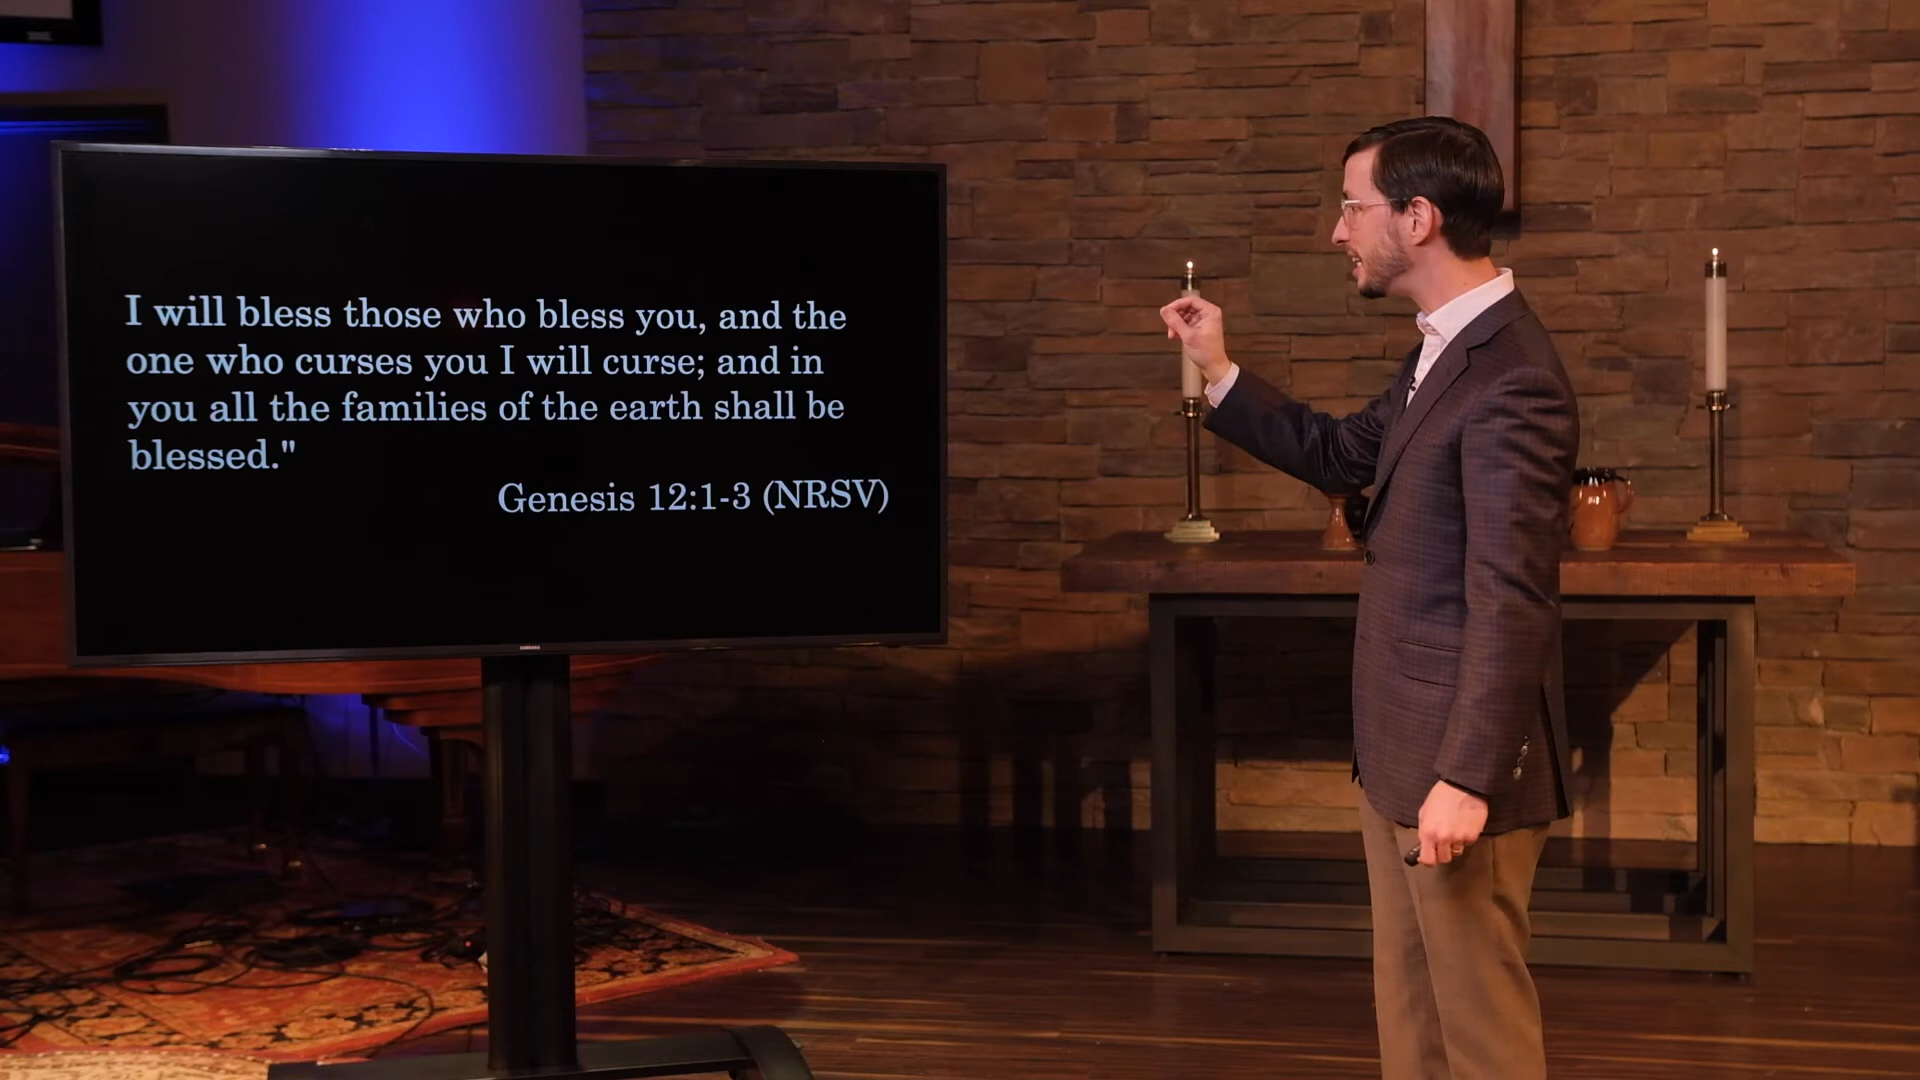 I will bless those who bless you, and the
one who curses you I will curse; and in
you all the families of the earth shall be
blessed."
Genesis 12:1-3 (NRSV)
SAMSUNG